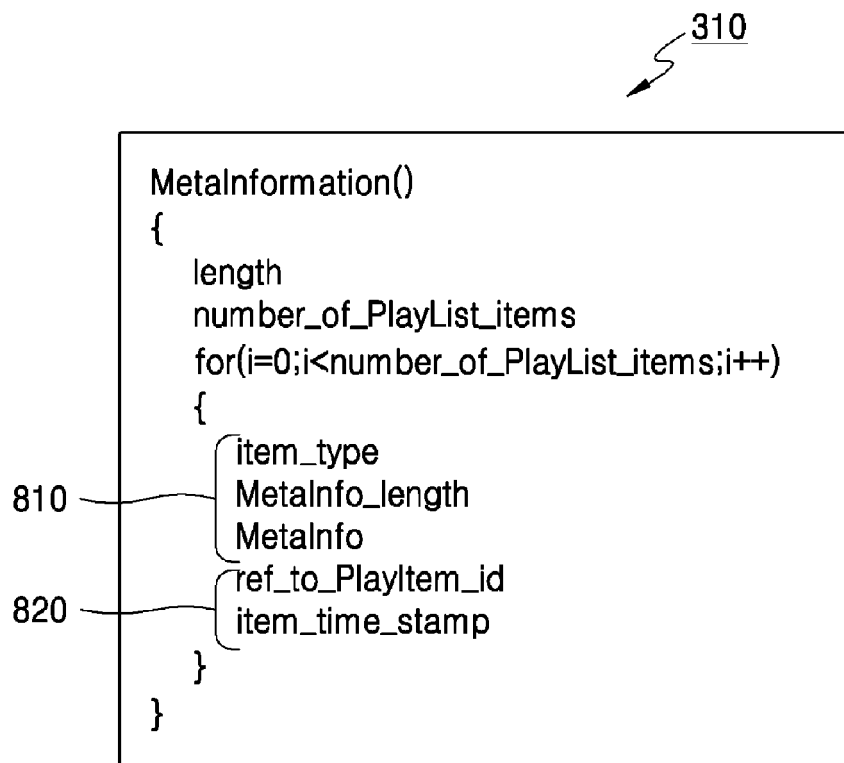 310
MetaInformation()
{
length
number_of_PlayList_items
for(i=0;i<number_of_PlayList_items;i++)
{
item_type
810 MetaInfo_length
MetaInfo
ref_to_PlayItem_id
820 item_time_stamp
}
}